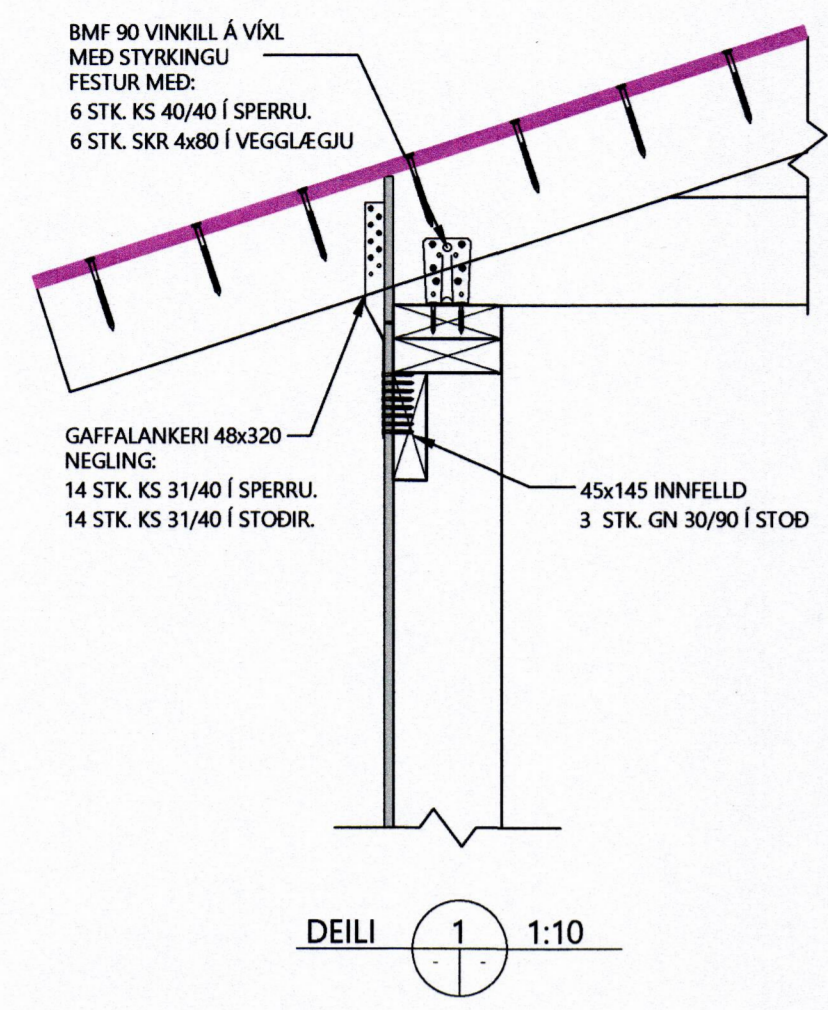 BMF 90 VINKILL Á VÍXL
MEÐ STYRKINGU
FESTUR MEÐ:
6 STK. KS 40/40 Í SPERRU.
6 STK. SKR 4x80 Í VEGGLÆGJU
GAFFALANKERI 48x320
NEGLING:
14 STK. KS 31/40 Í SPERRU.
14 STK. KS 31/40 Í STOÐIR.
45x145 INNFELLD
3 STK. GN 30/90 Í STOÐ
DEILI 1 1:10
- -